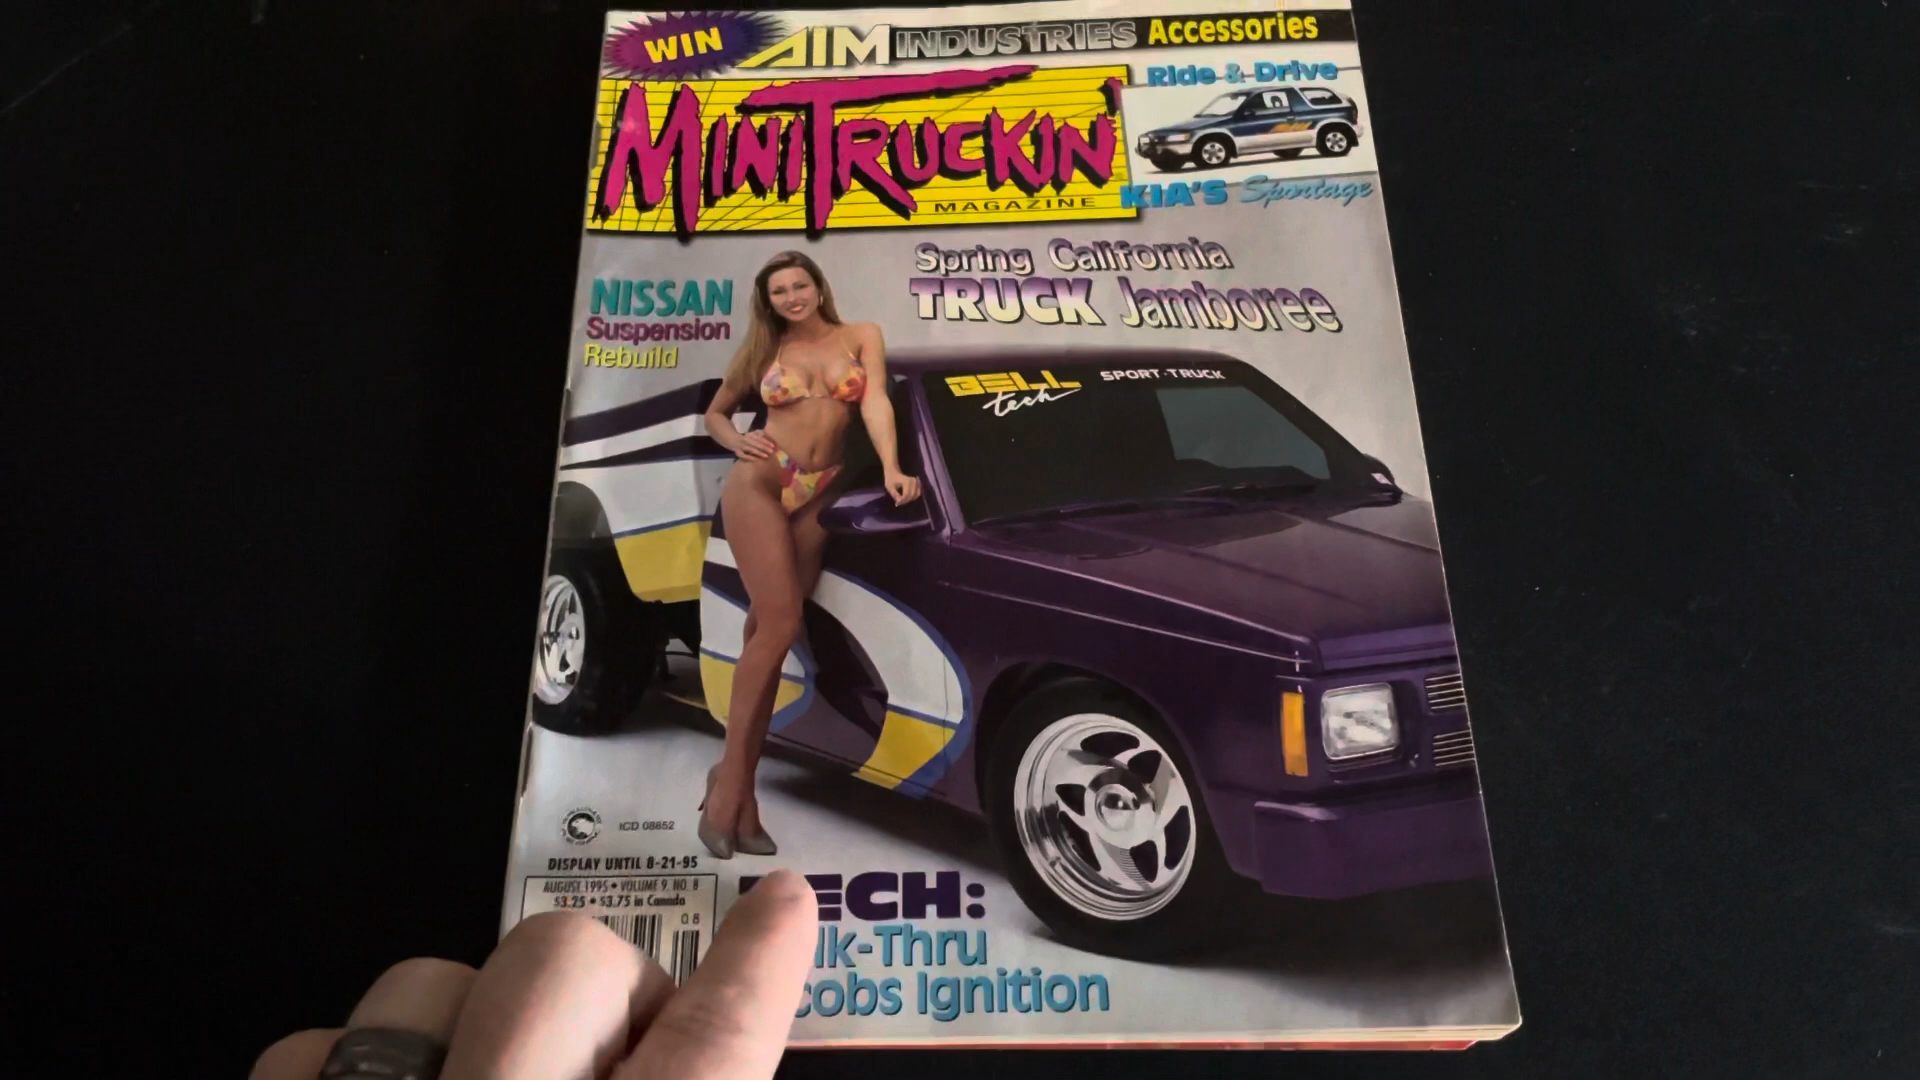 WIN AIM INDUSTRIES Accessories
MINITRUCKIN'
MAGAZINE
Ride & Drive
KIA'S Sportage
Spring California
TRUCK Jamboree
NISSAN
Suspension
Rebuild
BELL tech SPORT-TRUCK
ICD 08652
DISPLAY UNTIL 8-21-95
AUGUST 1995 • VOLUME 9, NO. 8
$3.25 • $3.75 in Canada
08
ECH:
lk-Thru
cobs Ignition